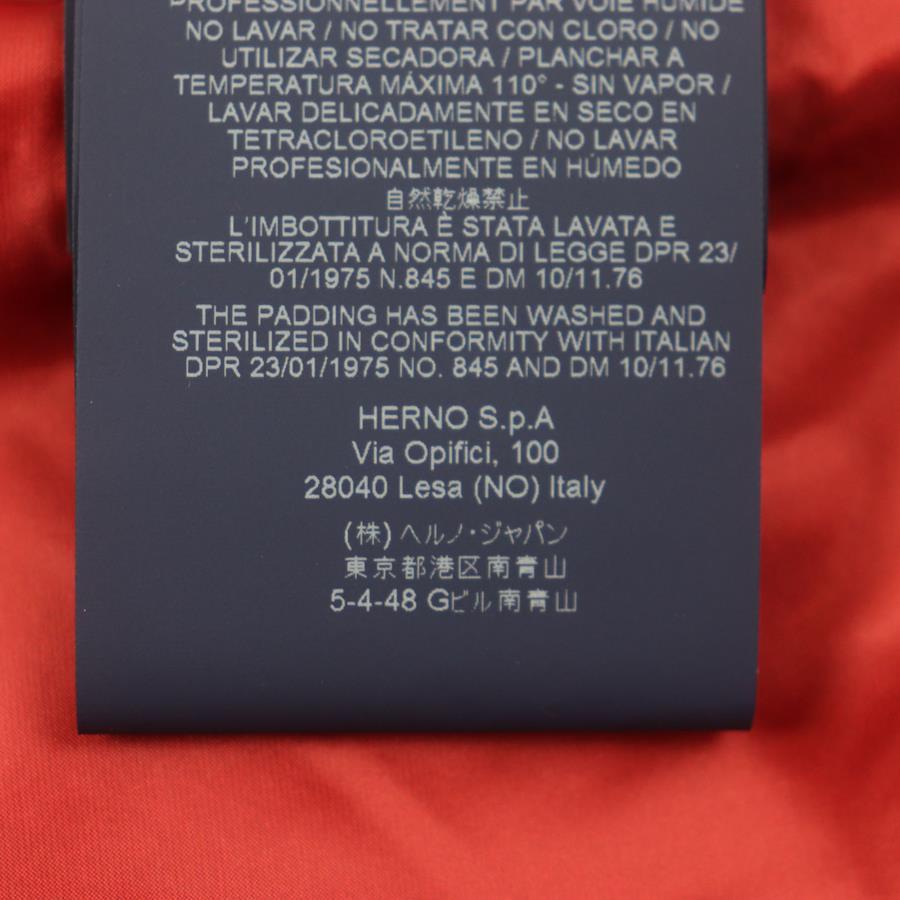 PROFESSIONNELLEMENT PAR VOIE HUMIDE
NO LAVAR / NO TRATAR CON CLORO / NO
UTILIZAR SECADORA / PLANCHAR A
TEMPERATURA MÁXIMA 110° - SIN VAPOR /
LAVAR DELICADAMENTE EN SECO EN
TETRACLOROETILENO / NO LAVAR
PROFESIONALMENTE EN HÚMEDO
自然乾燥禁止
L'IMBOTTITURA È STATA LAVATA E
STERILIZZATA A NORMA DI LEGGE DPR 23/
01/1975 N.845 E DM 10/11.76
THE PADDING HAS BEEN WASHED AND
STERILIZED IN CONFORMITY WITH ITALIAN
DPR 23/01/1975 NO. 845 AND DM 10/11.76
HERNO S.p.A
Via Opifici, 100
28040 Lesa (NO) Italy
(株) ヘルノ・ジャパン
東京都港区南青山
5-4-48 Gビル南青山